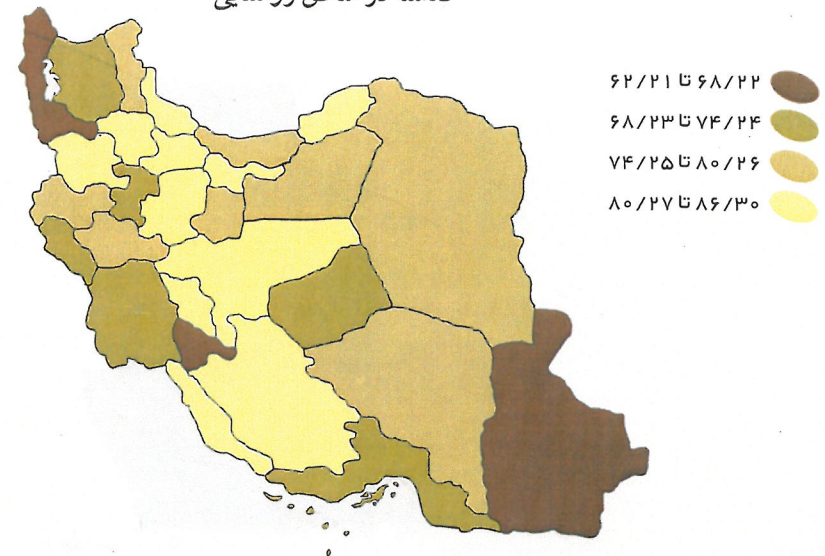 ۶۲/۲۱ تا ۶۸/۲۲
۶۸/۲۳ تا ۷۴/۲۴
۷۴/۲۵ تا ۸۰/۲۶
۸۰/۲۷ تا ۸۶/۳۰